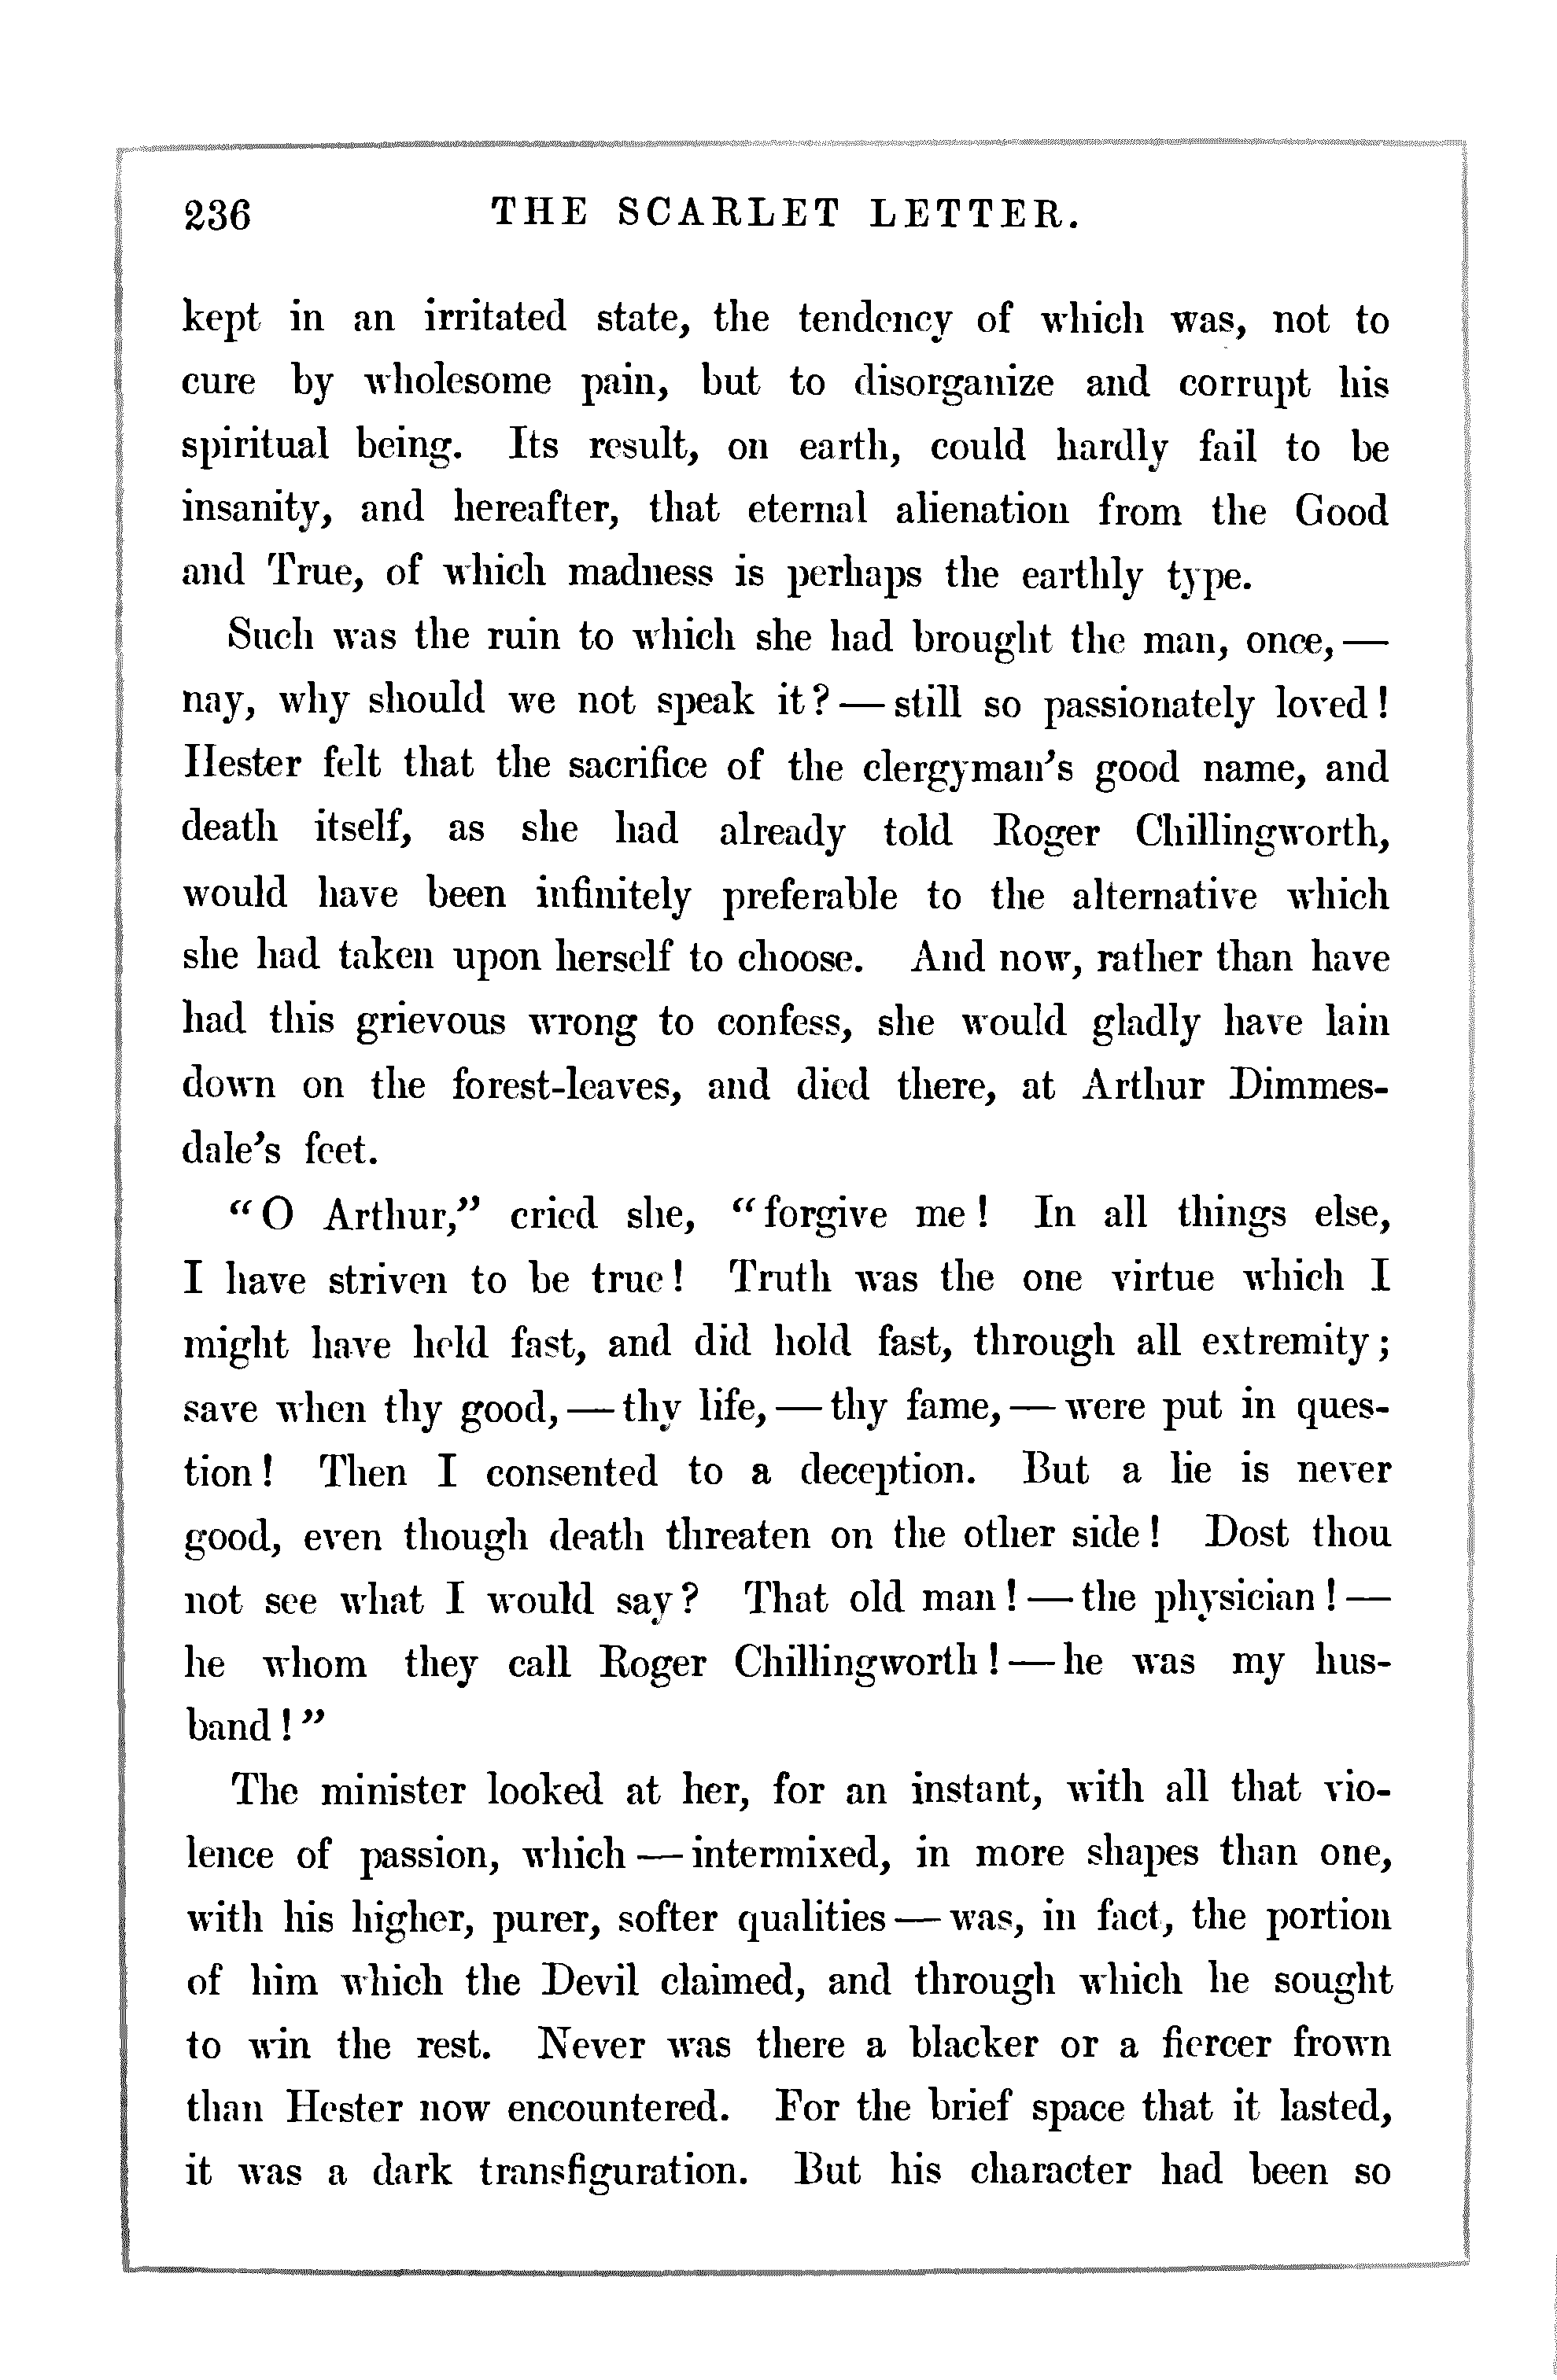 236 THE SCARLET LETTER.
kept in an irritated state, the tendency of which was, not to
cure by wholesome pain, but to disorganize and corrupt his
spiritual being. Its result, on earth, could hardly fail to be
insanity, and hereafter, that eternal alienation from the Good
and True, of which madness is perhaps the earthly type.
Such was the ruin to which she had brought the man, once,—
nay, why should we not speak it?—still so passionately loved!
Hester felt that the sacrifice of the clergyman's good name, and
death itself, as she had already told Roger Chillingworth,
would have been infinitely preferable to the alternative which
she had taken upon herself to choose. And now, rather than have
had this grievous wrong to confess, she would gladly have lain
down on the forest-leaves, and died there, at Arthur Dimmes-
dale's feet.
"O Arthur," cried she, "forgive me! In all things else,
I have striven to be true! Truth was the one virtue which I
might have held fast, and did hold fast, through all extremity;
save when thy good,—thy life,—thy fame,—were put in ques-
tion! Then I consented to a deception. But a lie is never
good, even though death threaten on the other side! Dost thou
not see what I would say? That old man!—the physician!—
he whom they call Roger Chillingworth!—he was my hus-
band!"
The minister looked at her, for an instant, with all that vio-
lence of passion, which—intermixed, in more shapes than one,
with his higher, purer, softer qualities—was, in fact, the portion
of him which the Devil claimed, and through which he sought
to win the rest. Never was there a blacker or a fiercer frown
than Hester now encountered. For the brief space that it lasted,
it was a dark transfiguration. But his character had been so